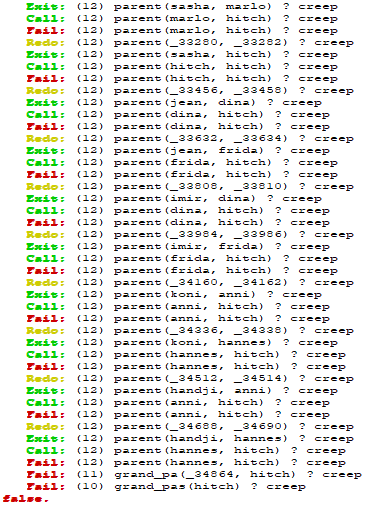 Exit: (12) parent(sasha, marlo) ? creep
Call: (12) parent(marlo, hitch) ? creep
Fail: (12) parent(marlo, hitch) ? creep
Redo: (12) parent(_33280, _33282) ? creep
Exit: (12) parent(sasha, hitch) ? creep
Call: (12) parent(hitch, hitch) ? creep
Fail: (12) parent(hitch, hitch) ? creep
Redo: (12) parent(_33456, _33458) ? creep
Exit: (12) parent(jean, dina) ? creep
Call: (12) parent(dina, hitch) ? creep
Fail: (12) parent(dina, hitch) ? creep
Redo: (12) parent(_33632, _33634) ? creep
Exit: (12) parent(jean, frida) ? creep
Call: (12) parent(frida, hitch) ? creep
Fail: (12) parent(frida, hitch) ? creep
Redo: (12) parent(_33808, _33810) ? creep
Exit: (12) parent(imir, dina) ? creep
Call: (12) parent(dina, hitch) ? creep
Fail: (12) parent(dina, hitch) ? creep
Redo: (12) parent(_33984, _33986) ? creep
Exit: (12) parent(imir, frida) ? creep
Call: (12) parent(frida, hitch) ? creep
Fail: (12) parent(frida, hitch) ? creep
Redo: (12) parent(_34160, _34162) ? creep
Exit: (12) parent(koni, anni) ? creep
Call: (12) parent(anni, hitch) ? creep
Fail: (12) parent(anni, hitch) ? creep
Redo: (12) parent(_34336, _34338) ? creep
Exit: (12) parent(koni, hannes) ? creep
Call: (12) parent(hannes, hitch) ? creep
Fail: (12) parent(hannes, hitch) ? creep
Redo: (12) parent(_34512, _34514) ? creep
Exit: (12) parent(handji, anni) ? creep
Call: (12) parent(anni, hitch) ? creep
Fail: (12) parent(anni, hitch) ? creep
Redo: (12) parent(_34688, _34690) ? creep
Exit: (12) parent(handji, hannes) ? creep
Call: (12) parent(hannes, hitch) ? creep
Fail: (12) parent(hannes, hitch) ? creep
Fail: (11) grand_pa(_34864, hitch) ? creep
Fail: (10) grand_pas(hitch) ? creep
false.